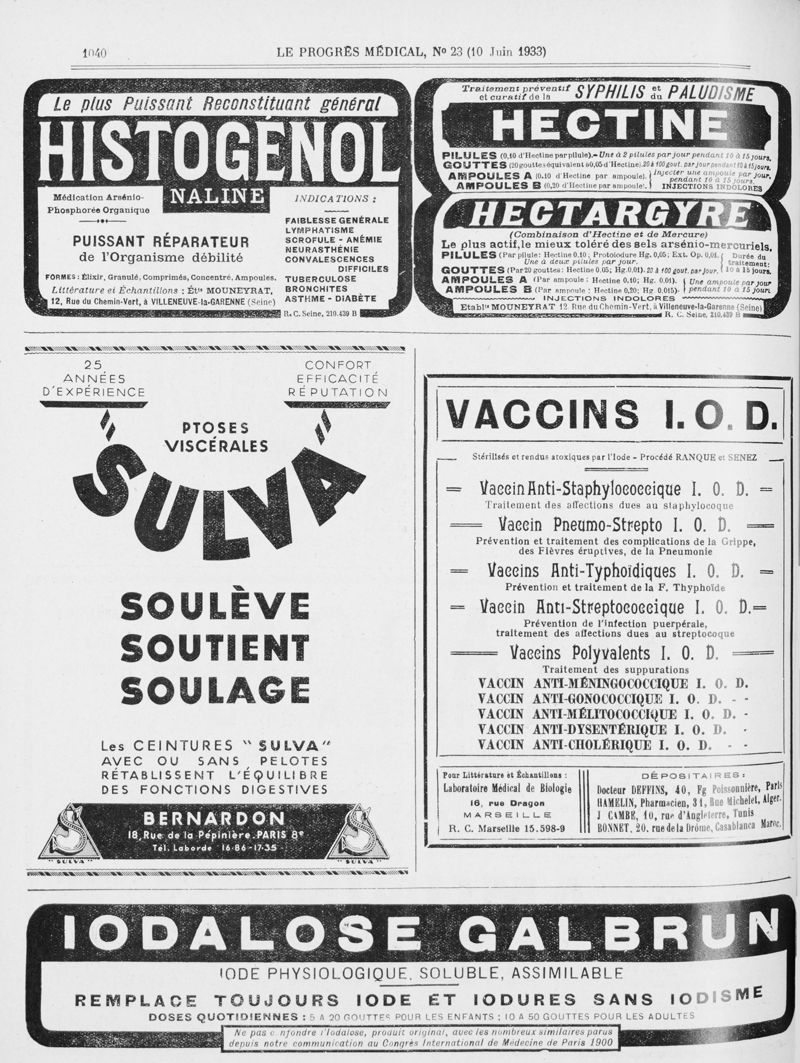 1040
LE PROGRÈS MÉDICAL, No 23 (10 Juin 1933)
Le plus Puissant Reconstituant général
HISTOGÉNOL
NALINE
Médication Arsénio-
Phosphorée Organique
PUISSANT RÉPARATEUR
de l'Organisme débilité
FORMES : Élixir, Granulé, Comprimés, Concentré, Ampoules.
Littérature et Échantillons : Éts MOUNEYRAT,
12, Rue du Chemin-Vert, à VILLENEUVE-la-GARENNE (Seine)
INDICATIONS :
FAIBLESSE GÉNÉRALE
LYMPHATISME
SCROFULE - ANÉMIE
NEURASTHÉNIE
CONVALESCENCES
DIFFICILES
TUBERCULOSE
BRONCHITES
ASTHME - DIABÈTE
R. C. Seine, 210.439 B
Traitement préventif et curatif de la SYPHILIS et du PALUDISME
HECTINE
PILULES (0,10 d'Hectine par pilule).- Une à 2 pilules par jour pendant 10 à 15 jours.
GOUTTES (20 gouttes équivalent à 0,05 d'Hectine). 20 à 100 gout. par jour pendant 10 à 15 jours.
AMPOULES A (0.10 d'Hectine par ampoule). Injecter une ampoule par jour,
AMPOULES B (0,20 d'Hectine par ampoule). pendant 10 à 15 jours.
INJECTIONS INDOLORES
HECTARGYRE
(Combinaison d'Hectine et de Mercure)
Le plus actif, le mieux toléré des sels arsénio-mercuriels.
PILULES (Par pilule: Hectine 0.10; Protoiodure Hg. 0,05; Ext. Op. 0,01.
Une à deux pilules par jour.
GOUTTES (Par 20 gouttes: Hectine 0.05; Hg. 0,01). 20 à 100 gout. par jour.
Durée du
traitement:
10 à 15 jours.
AMPOULES A (Par ampoule: Hectine 0,10; Hg. 0,01). Une ampoule par jour
AMPOULES B (Par ampoule: Hectine 0,20; Hg. 0,015). pendant 10 à 15 jours
INJECTIONS INDOLORES
Etablts MOUNEYRAT 12, Rue du Chemin-Vert, à Villeneuve-la-Garenne (Seine)
R. C. Seine, 210.439 B
25
ANNÉES
D'EXPÉRIENCE
CONFORT
EFFICACITÉ
RÉPUTATION
PTOSES
VISCÉRALES
"SULVA"
SOULÈVE
SOUTIENT
SOULAGE
Les CEINTURES "SULVA"
AVEC OU SANS PELOTES
RÉTABLISSENT L'ÉQUILIBRE
DES FONCTIONS DIGESTIVES
BERNARDON
18, Rue de la Pépinière. PARIS 8e
Tél. Laborde 16-86-17-35
"SULVA"
"SULVA"
VACCINS I.O.D.
Stérilisés et rendus atoxiques par l'Iode - Procédé RANQUE et SENEZ
Vaccin Anti-Staphylococcique I. O. D.
Traitement des affections dues au staphylocoque
Vaccin Pneumo-Strepto I. O. D.
Prévention et traitement des complications de la Grippe,
des Fièvres éruptives, de la Pneumonie
Vaccins Anti-Typhoïdiques I. O. D.
Prévention et traitement de la F. Thyphoïde
Vaccin Anti-Streptococcique I. O. D.
Prévention de l'infection puerpérale,
traitement des affections dues au streptocoque
Vaccins Polyvalents I. O. D.
Traitement des suppurations
VACCIN ANTI-MÉNINGOCOCCIQUE I. O. D.
VACCIN ANTI-GONOCOCCIQUE I. O. D. - -
VACCIN ANTI-MÉLITOCOCCIQUE I. O. D. -
VACCIN ANTI-DYSENTÉRIQUE I. O. D. -
VACCIN ANTI-CHOLÉRIQUE I. O. D. - -
Pour Littérature et Échantillons :
Laboratoire Médical de Biologie
16, rue Dragon
MARSEILLE
R. C. Marseille 15.598-9
DÉPOSITAIRES :
Docteur DEFFINS, 40, Fg Poissonnière, Paris
HAMELIN, Pharmacien, 31, Rue Michelet, Alger.
J CAMBE, 10, rue d'Angleterre, Tunis
BONNET, 20, rue de la Drôme, Casablanca Maroc.
IODALOSE GALBRUN
IODE PHYSIOLOGIQUE, SOLUBLE, ASSIMILABLE
REMPLACE TOUJOURS IODE ET IODURES SANS IODISME
DOSES QUOTIDIENNES : 5 A 20 GOUTTES POUR LES ENFANTS ; 10 A 50 GOUTTES POUR LES ADULTES
Ne pas c nfondre l'Iodalose, produit original, avec les nombreux similaires parus
depuis notre communication au Congrès International de Médecine de Paris 1900